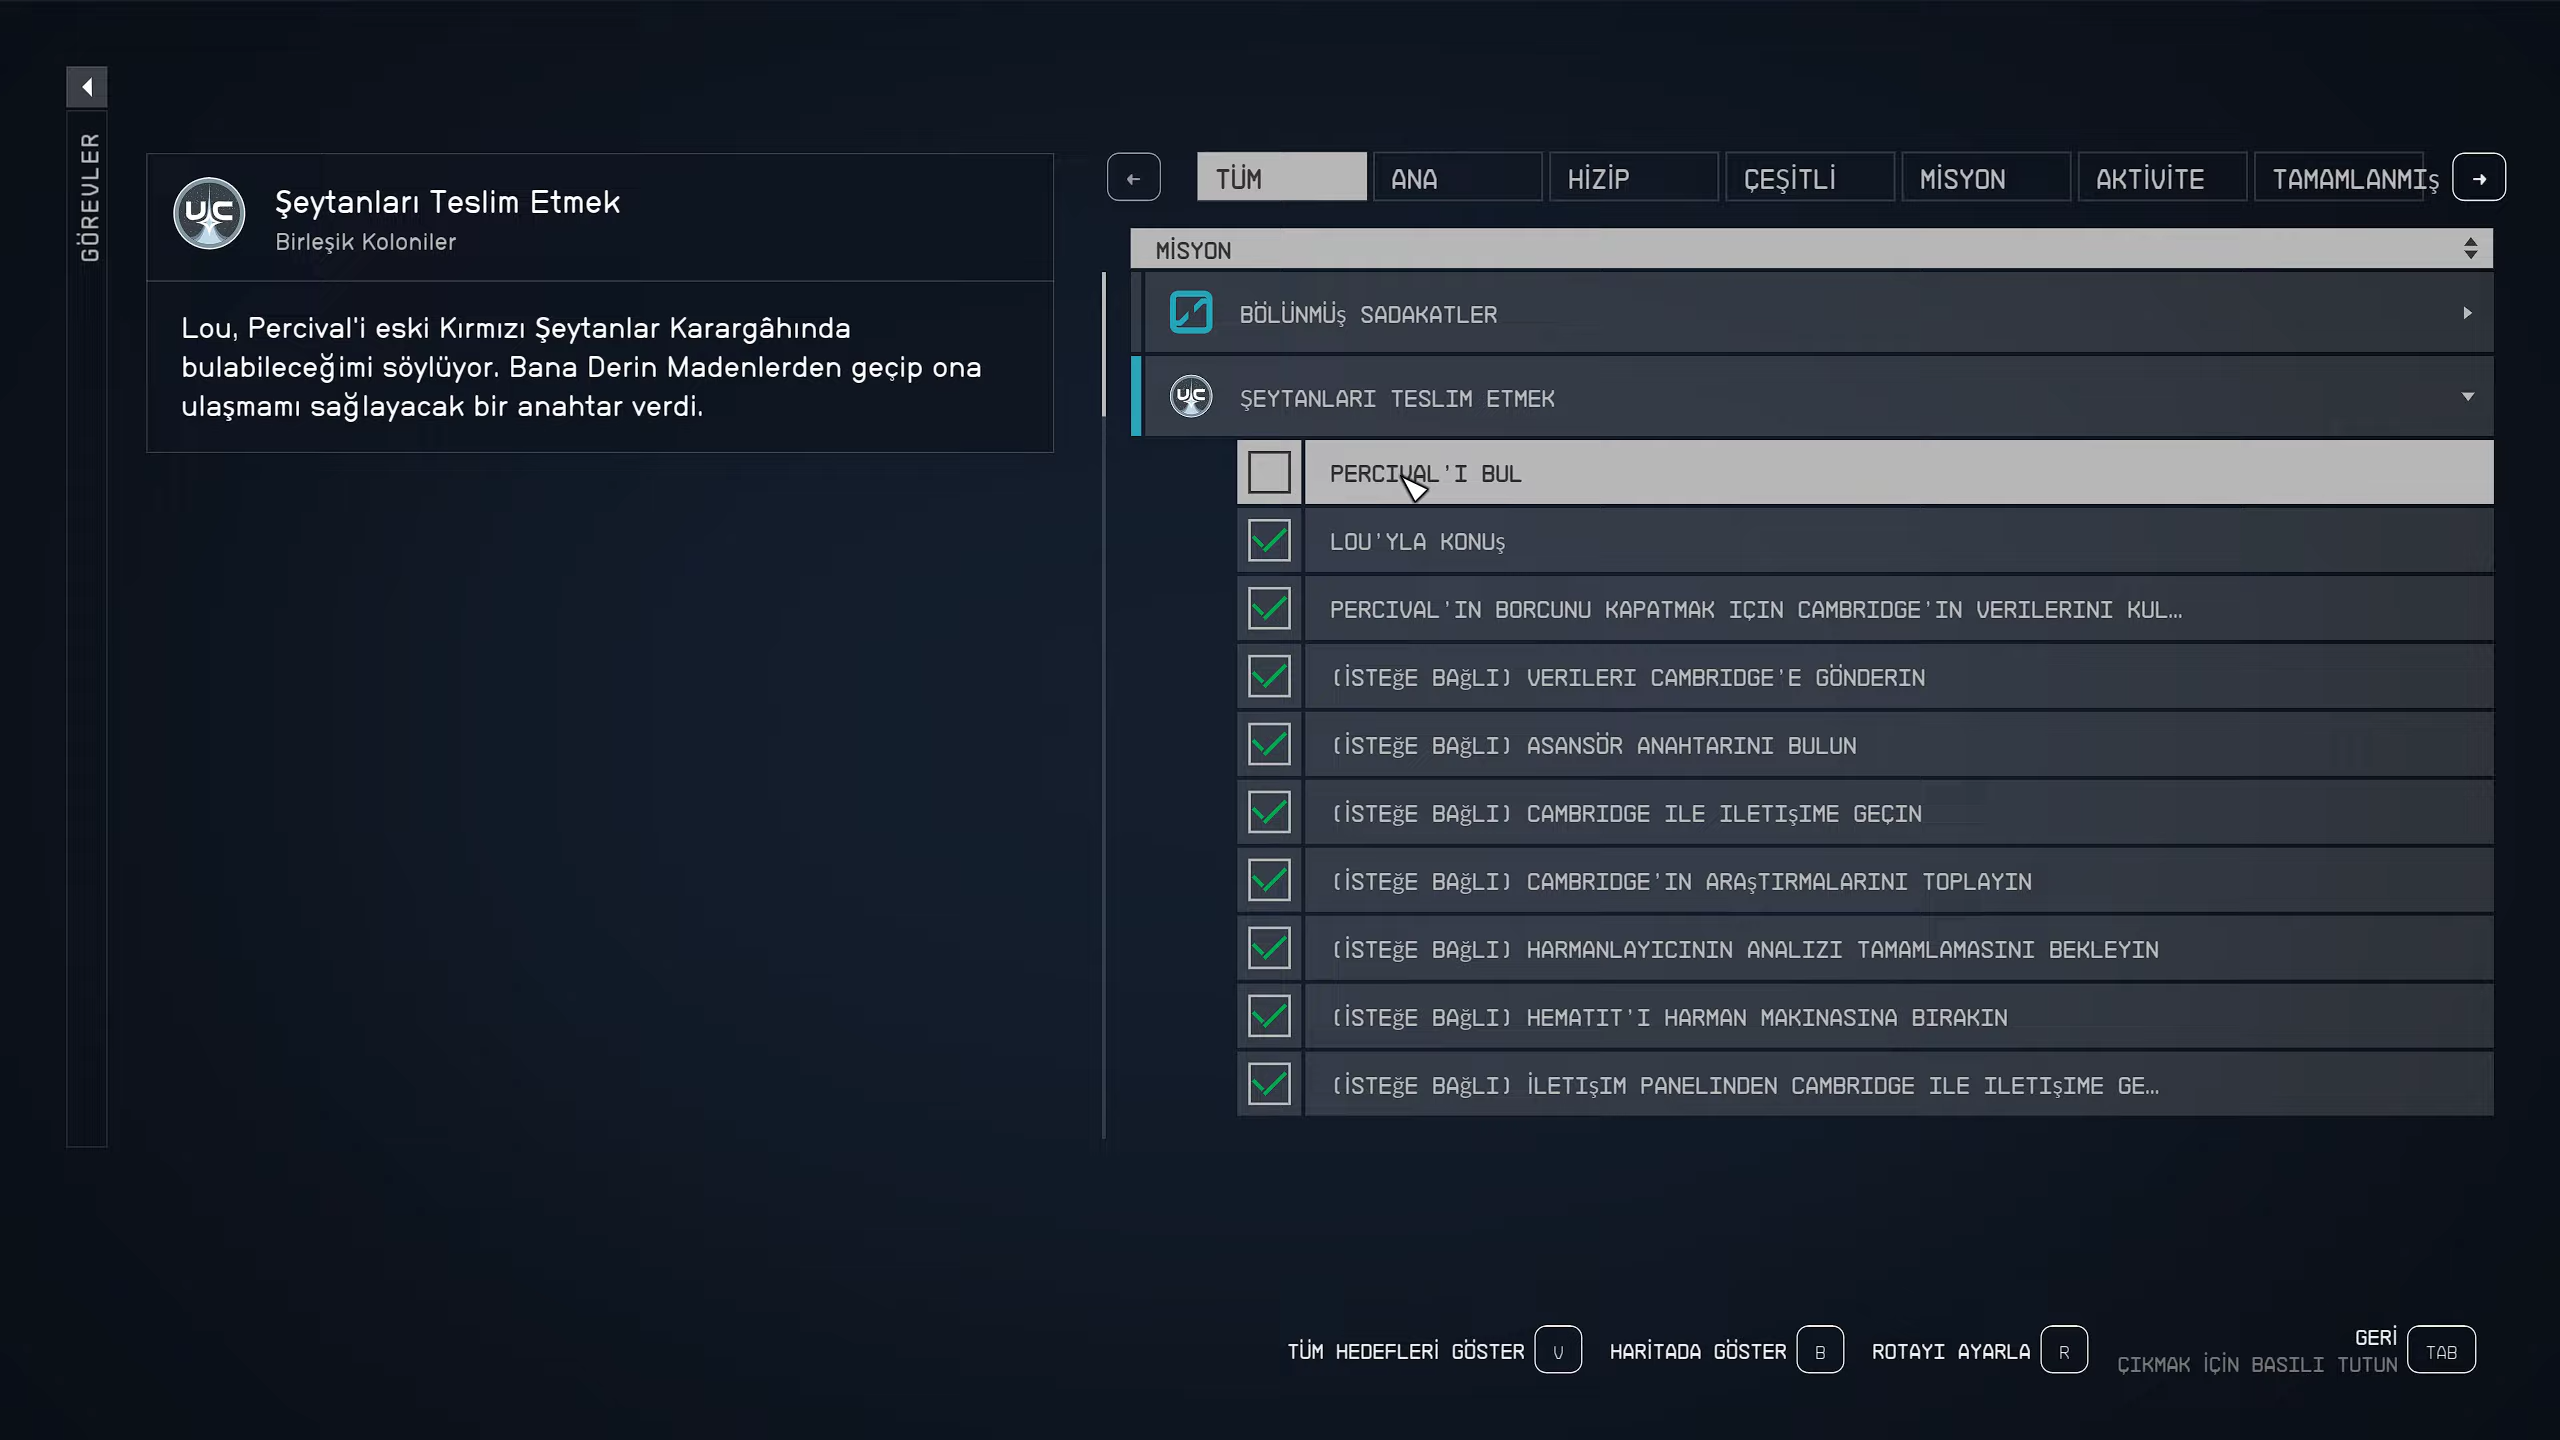 GÖREVLER
UC
Şeytanları Teslim Etmek
Birleşik Koloniler
Lou, Percival'i eski Kırmızı Şeytanlar Karargâhında
bulabileceğimi söylüyor. Bana Derin Madenlerden geçip ona
ulaşmamı sağlayacak bir anahtar verdi.
TÜM
ANA
HİZİP
ÇEŞİTLİ
MİSYON
AKTİVİTE
TAMAMLANMIş
MİSYON
BÖLÜNMÜş SADAKATLER
UC
ŞEYTANLARI TESLIM ETMEK
PERCIVAL'I BUL
LOU'YLA KONUş
PERCIVAL'IN BORCUNU KAPATMAK IÇIN CAMBRIDGE'IN VERILERINI KUL...
(İSTEğE BAğLI) VERILERI CAMBRIDGE'E GÖNDERIN
(İSTEğE BAğLI) ASANSÖR ANAHTARINI BULUN
(İSTEğE BAğLI) CAMBRIDGE ILE ILETIşIME GEÇIN
(İSTEğE BAğLI) CAMBRIDGE'IN ARAşTIRMALARINI TOPLAYIN
(İSTEğE BAğLI) HARMANLAYICININ ANALIZI TAMAMLAMASINI BEKLEYIN
(İSTEğE BAğLI) HEMATIT'I HARMAN MAKINASINA BIRAKIN
(İSTEğE BAğLI) İLETIşIM PANELINDEN CAMBRIDGE ILE ILETIşIME GE...
TÜM HEDEFLERİ GÖSTER V
HARİTADA GÖSTER B
ROTAYI AYARLA R
GERİ
ÇIKMAK İÇİN BASILI TUTUN
TAB